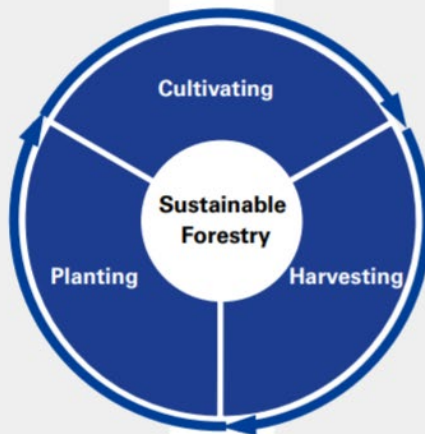 Cultivating
Sustainable
Forestry
Planting
Harvesting